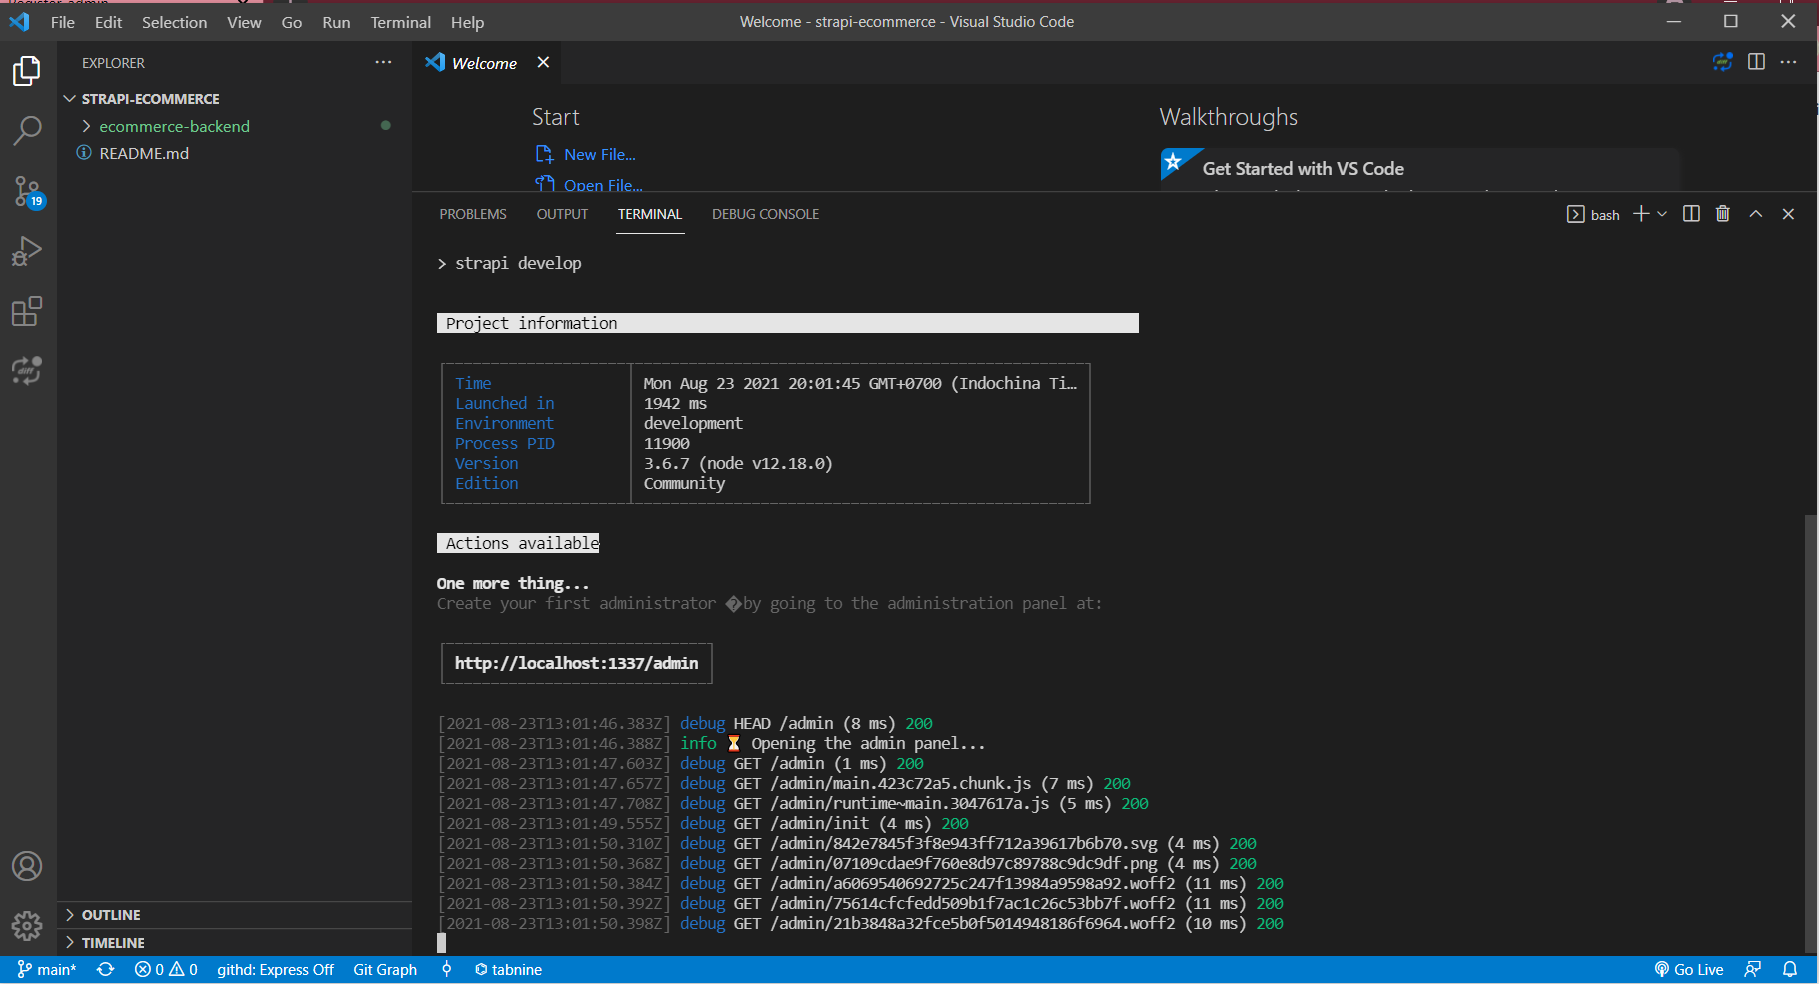 File Edit Selection View Go Run Terminal Help
Welcome - strapi-ecommerce - Visual Studio Code
EXPLORER
STRAPI-ECOMMERCE
ecommerce-backend
README.md
19
OUTLINE
TIMELINE
Welcome
Start
New File...
Open File...
Walkthroughs
Get Started with VS Code
PROBLEMS OUTPUT TERMINAL DEBUG CONSOLE
bash
> strapi develop
Project information
Time Mon Aug 23 2021 20:01:45 GMT+0700 (Indochina Ti…
Launched in 1942 ms
Environment development
Process PID 11900
Version 3.6.7 (node v12.18.0)
Edition Community
Actions available
One more thing...
Create your first administrator �by going to the administration panel at:
http://localhost:1337/admin
[2021-08-23T13:01:46.383Z] debug HEAD /admin (8 ms) 200
[2021-08-23T13:01:46.388Z] info ⏳ Opening the admin panel...
[2021-08-23T13:01:47.603Z] debug GET /admin (1 ms) 200
[2021-08-23T13:01:47.657Z] debug GET /admin/main.423c72a5.chunk.js (7 ms) 200
[2021-08-23T13:01:47.708Z] debug GET /admin/runtime~main.3047617a.js (5 ms) 200
[2021-08-23T13:01:49.555Z] debug GET /admin/init (4 ms) 200
[2021-08-23T13:01:50.310Z] debug GET /admin/842e7845f3f8e943ff712a39617b6b70.svg (4 ms) 200
[2021-08-23T13:01:50.368Z] debug GET /admin/07109cdae9f760e8d97c89788c9dc9df.png (4 ms) 200
[2021-08-23T13:01:50.384Z] debug GET /admin/a6069540692725c247f13984a9598a92.woff2 (11 ms) 200
[2021-08-23T13:01:50.392Z] debug GET /admin/75614cfcfedd509b1f7ac1c26c53bb7f.woff2 (11 ms) 200
[2021-08-23T13:01:50.398Z] debug GET /admin/21b3848a32fce5b0f5014948186f6964.woff2 (10 ms) 200
main* 0 0 githd: Express Off Git Graph tabnine Go Live